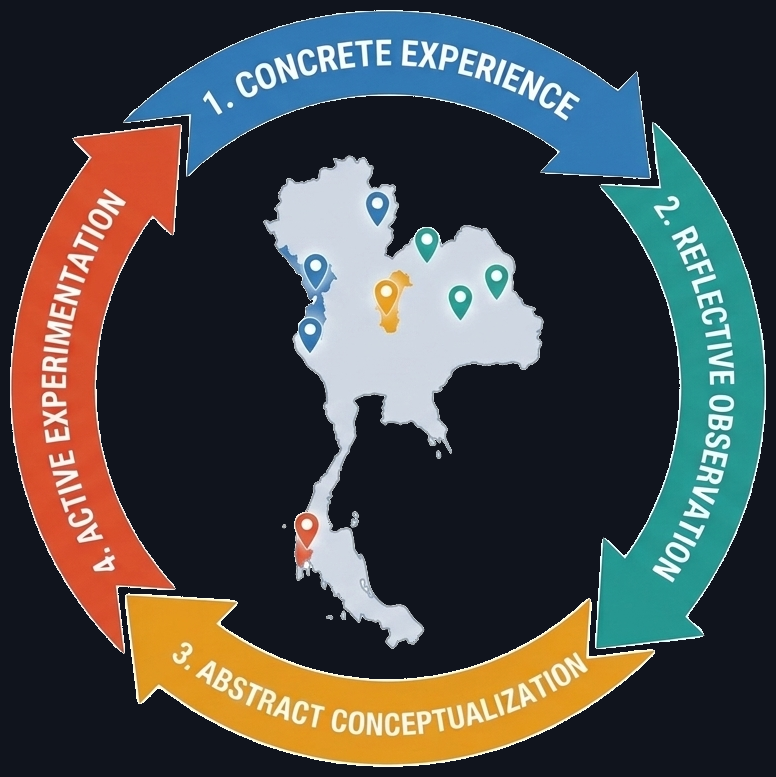 1. CONCRETE EXPERIENCE
2. REFLECTIVE OBSERVATION
3. ABSTRACT CONCEPTUALIZATION
4. ACTIVE EXPERIMENTATION